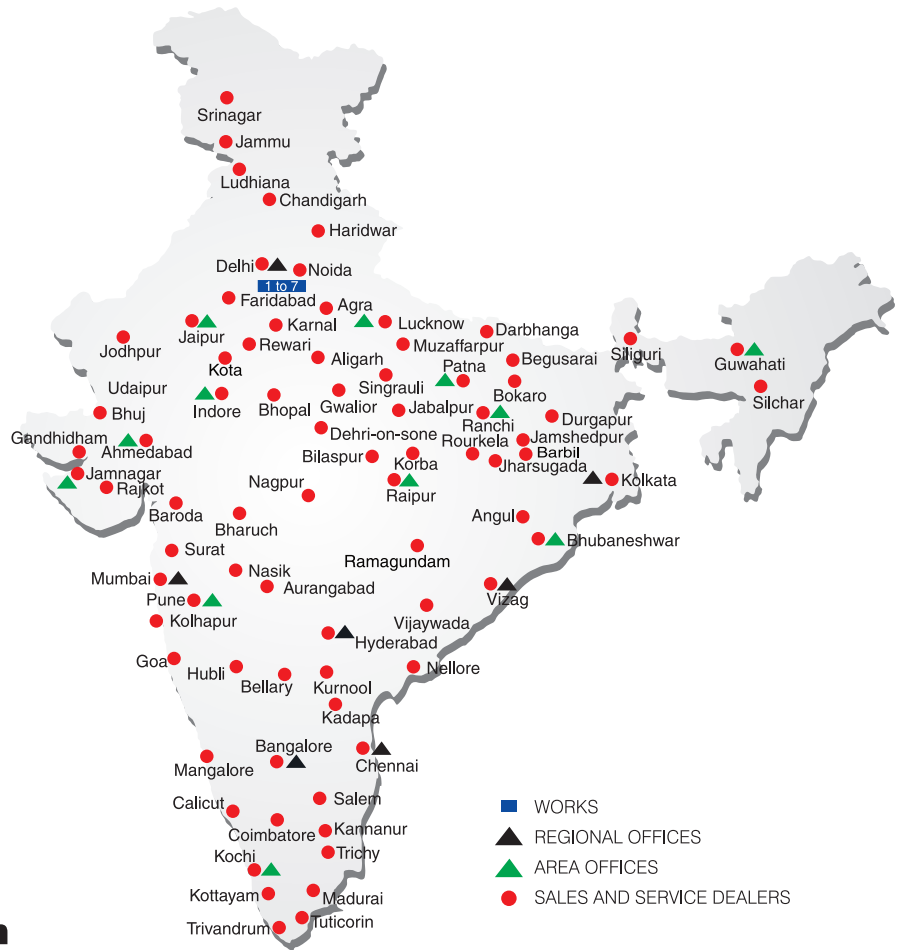 Srinagar
Jammu
Ludhiana
Chandigarh
Haridwar
Delhi
Noida
1 to 7
Faridabad
Agra
Jaipur
Karnal
Lucknow
Darbhanga
Jodhpur
Rewari
Muzaffarpur
Siliguri
Guwahati
Kota
Aligarh
Patna
Begusarai
Udaipur
Singrauli
Silchar
Indore
Bhopal
Gwalior
Jabalpur
Bokaro
Bhuj
Ranchi
Durgapur
Gandhidham
Dehri-on-sone
Rourkela
Jamshedpur
Ahmedabad
Bilaspur
Korba
Barbil
Jharsugada
Jamnagar
Rajkot
Nagpur
Raipur
Kolkata
Baroda
Bharuch
Angul
Surat
Ramagundam
Bhubaneshwar
Nasik
Mumbai
Aurangabad
Pune
Vizag
Kolhapur
Vijaywada
Hyderabad
Goa
Hubli
Bellary
Kurnool
Nellore
Kadapa
Bangalore
Chennai
Mangalore
Calicut
Salem
WORKS
Coimbatore
Kannanur
REGIONAL OFFICES
Kochi
Trichy
AREA OFFICES
Kottayam
Madurai
SALES AND SERVICE DEALERS
Trivandrum
Tuticorin
n